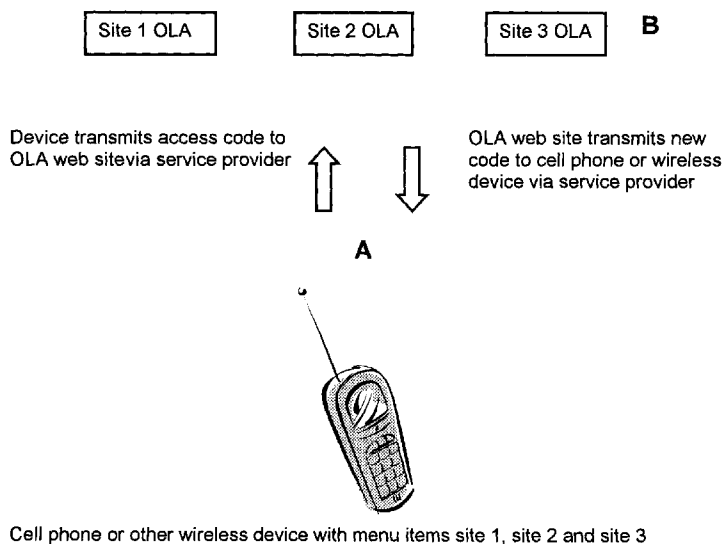 Site 1 OLA
Site 2 OLA
Site 3 OLA
B
Device transmits access code to
OLA web sitevia service provider
OLA web site transmits new
code to cell phone or wireless
device via service provider
A
Cell phone or other wireless device with menu items site 1, site 2 and site 3